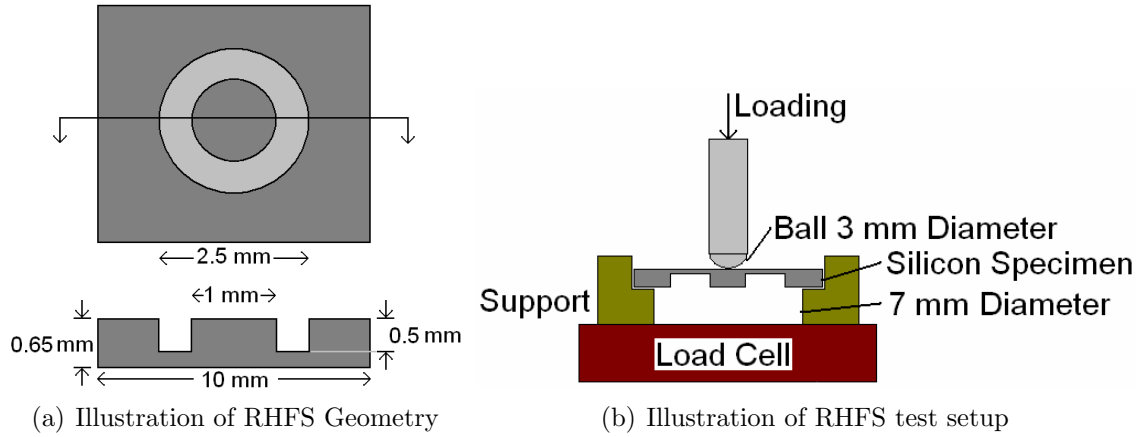 2.5 mm
1 mm
0.65 mm
0.5 mm
10 mm
(a) Illustration of RHFS Geometry
Loading
Ball 3 mm Diameter
Silicon Specimen
Support
7 mm Diameter
Load Cell
(b) Illustration of RHFS test setup